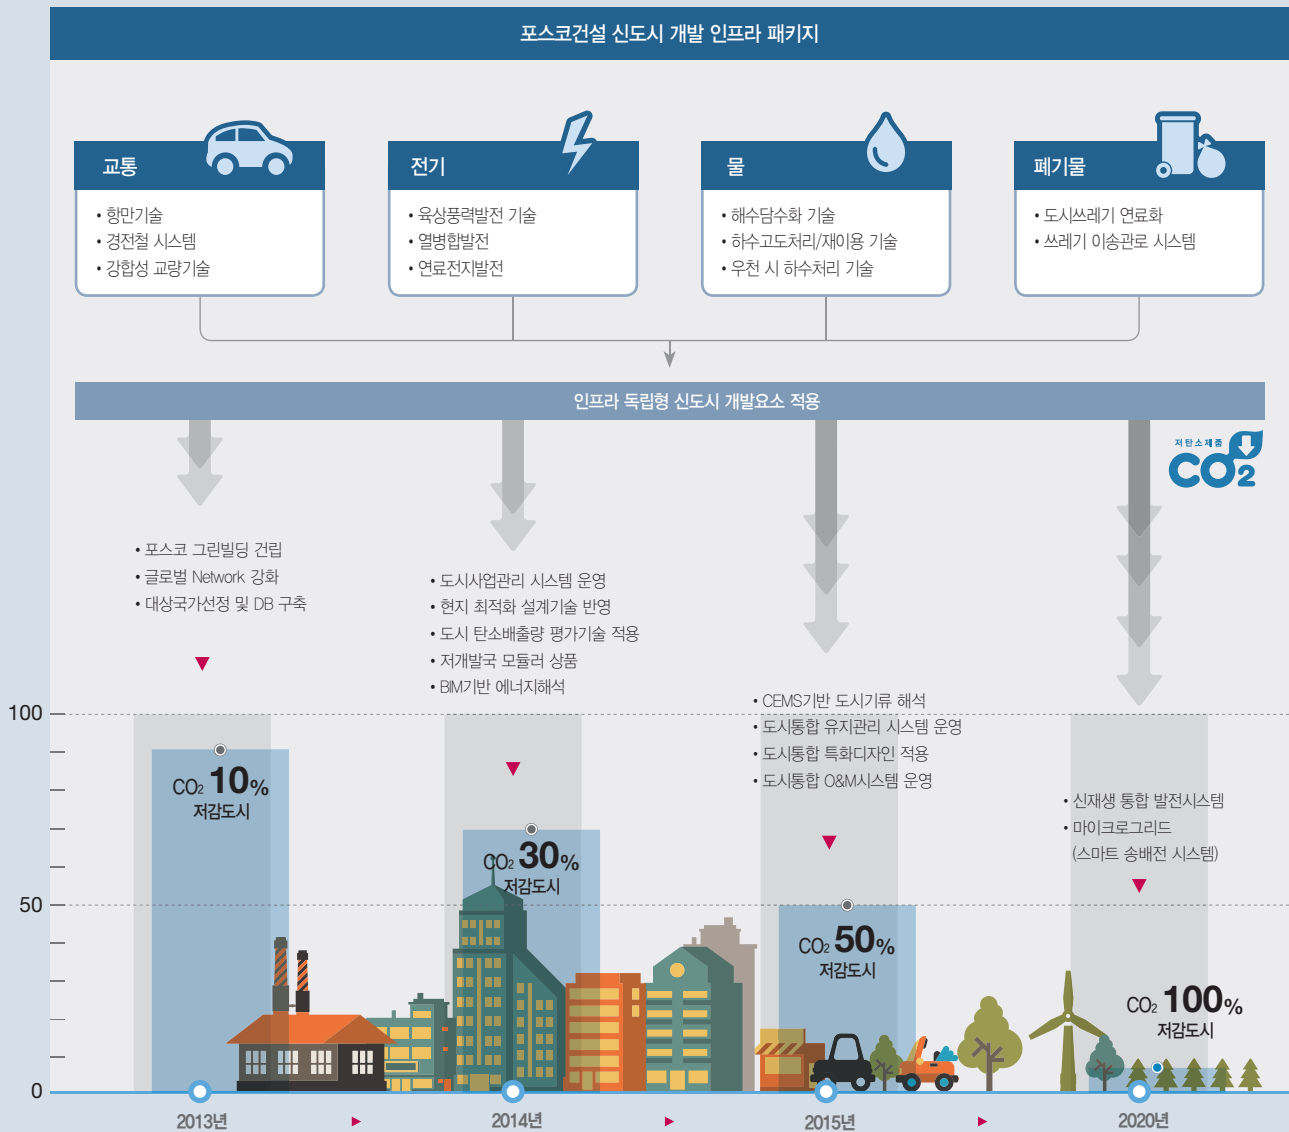 포스코건설 신도시 개발 인프라 패키지
교통
• 항만기술
• 경전철 시스템
• 강합성 교량기술
전기
• 육상풍력발전 기술
• 열병합발전
• 연료전지발전
물
• 해수담수화 기술
• 하수고도처리/재이용 기술
• 우천 시 하수처리 기술
폐기물
• 도시쓰레기 연료화
• 쓰레기 이송관로 시스템
인프라 독립형 신도시 개발요소 적용
저탄소제품
CO2
• 포스코 그린빌딩 건립
• 글로벌 Network 강화
• 대상국가선정 및 DB 구축
• 도시사업관리 시스템 운영
• 현지 최적화 설계기술 반영
• 도시 탄소배출량 평가기술 적용
• 저개발국 모듈러 상품
• BIM기반 에너지해석
• CEMS기반 도시기류 해석
• 도시통합 유지관리 시스템 운영
• 도시통합 특화디자인 적용
• 도시통합 O&M시스템 운영
• 신재생 통합 발전시스템
• 마이크로그리드
(스마트 송배전 시스템)
100
50
0
CO2 10%
저감도시
CO2 30%
저감도시
CO2 50%
저감도시
CO2 100%
저감도시
2013년
2014년
2015년
2020년